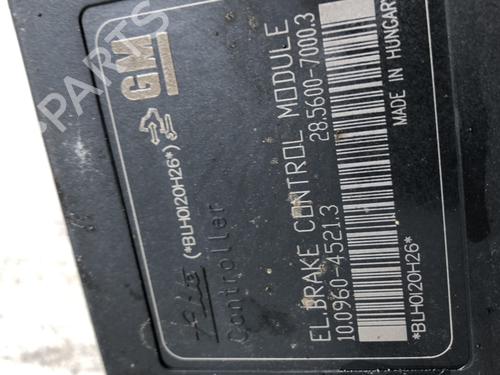 GM
(*BLH0120H26*)
Controller
EL.BRAKE CONTROL MODULE
10.0960-4521.3 28.5600-7000.3
MADE IN HUNGARY
*BLH0120H26*
PARTS